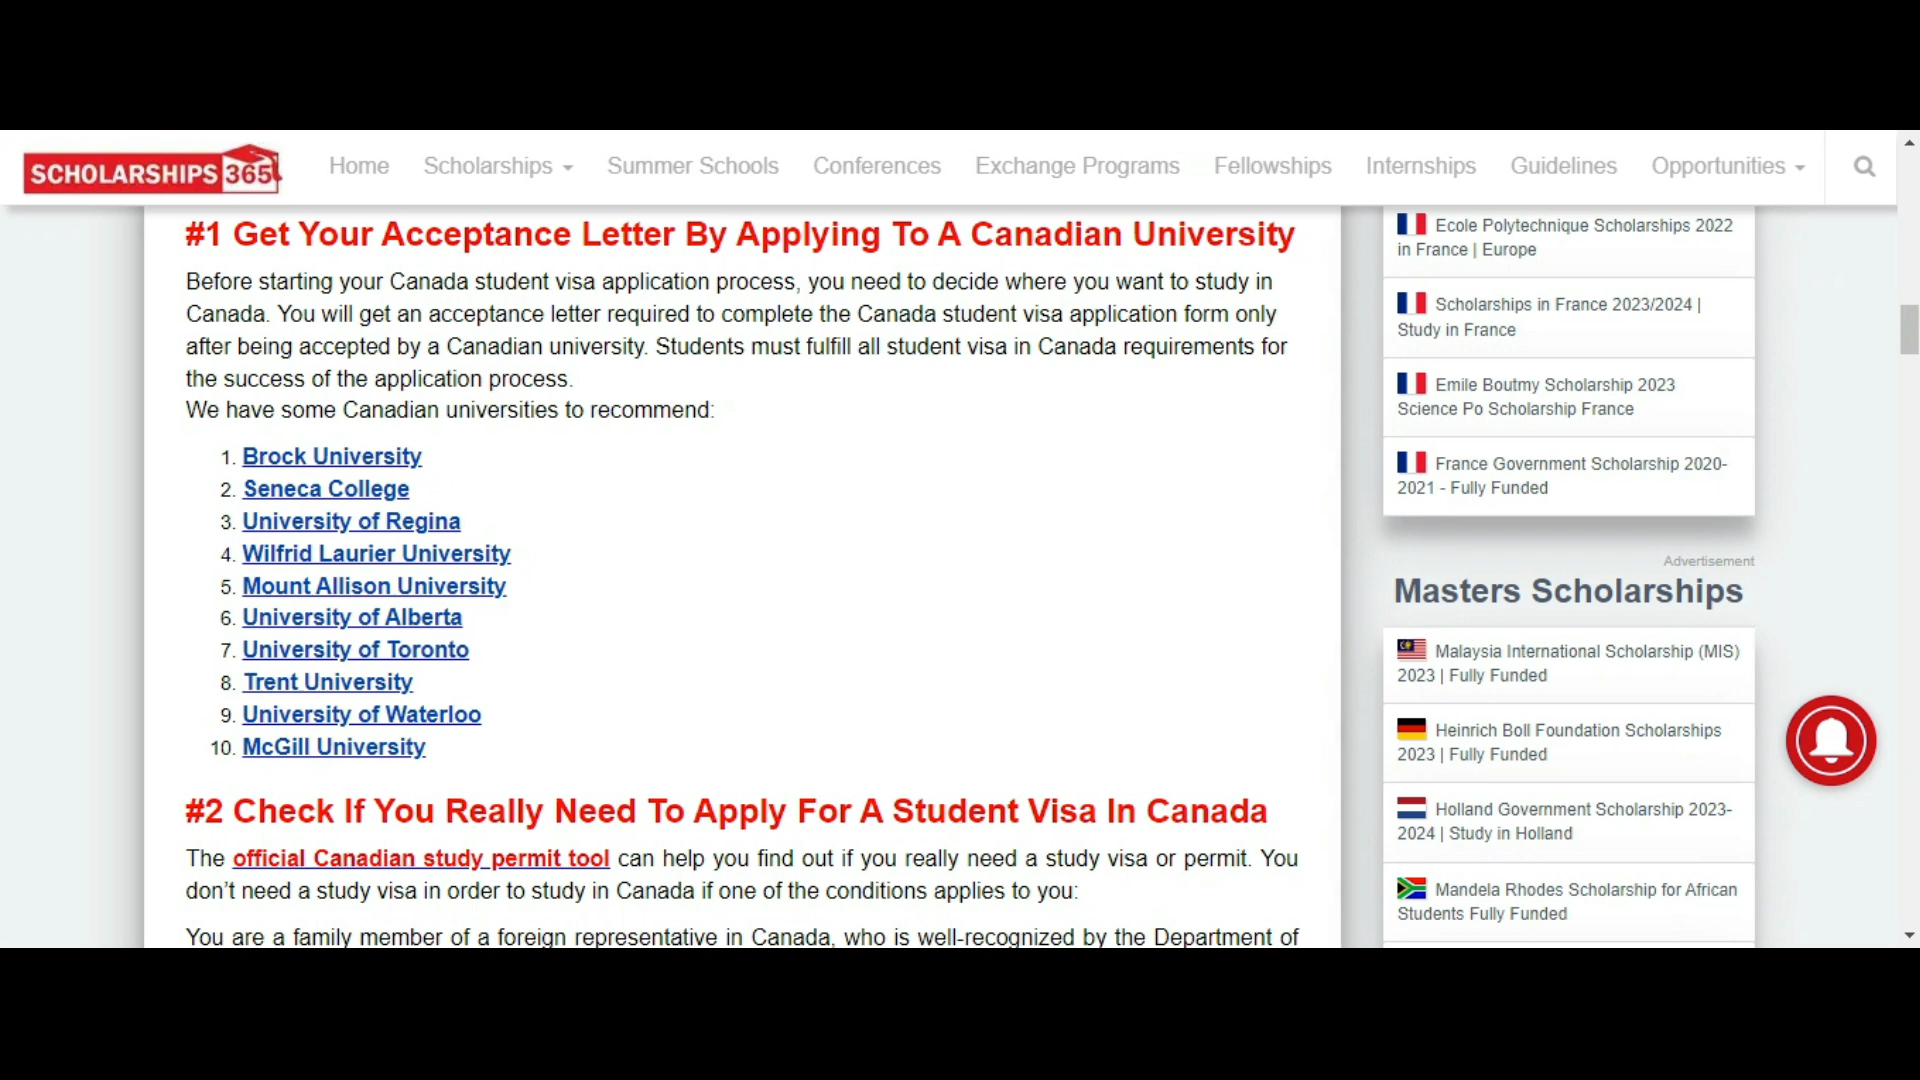 SCHOLARSHIPS 365
Home Scholarships Summer Schools Conferences Exchange Programs Fellowships Internships Guidelines Opportunities
#1 Get Your Acceptance Letter By Applying To A Canadian University
Before starting your Canada student visa application process, you need to decide where you want to study in
Canada. You will get an acceptance letter required to complete the Canada student visa application form only
after being accepted by a Canadian university. Students must fulfill all student visa in Canada requirements for
the success of the application process.
We have some Canadian universities to recommend:
1. Brock University
2. Seneca College
3. University of Regina
4. Wilfrid Laurier University
5. Mount Allison University
6. University of Alberta
7. University of Toronto
8. Trent University
9. University of Waterloo
10. McGill University
#2 Check If You Really Need To Apply For A Student Visa In Canada
The official Canadian study permit tool can help you find out if you really need a study visa or permit. You
don’t need a study visa in order to study in Canada if one of the conditions applies to you:
You are a family member of a foreign representative in Canada, who is well-recognized by the Department of
Ecole Polytechnique Scholarships 2022
in France | Europe
Scholarships in France 2023/2024 |
Study in France
Emile Boutmy Scholarship 2023
Science Po Scholarship France
France Government Scholarship 2020-
2021 - Fully Funded
Advertisement
Masters Scholarships
Malaysia International Scholarship (MIS)
2023 | Fully Funded
Heinrich Boll Foundation Scholarships
2023 | Fully Funded
Holland Government Scholarship 2023-
2024 | Study in Holland
Mandela Rhodes Scholarship for African
Students Fully Funded